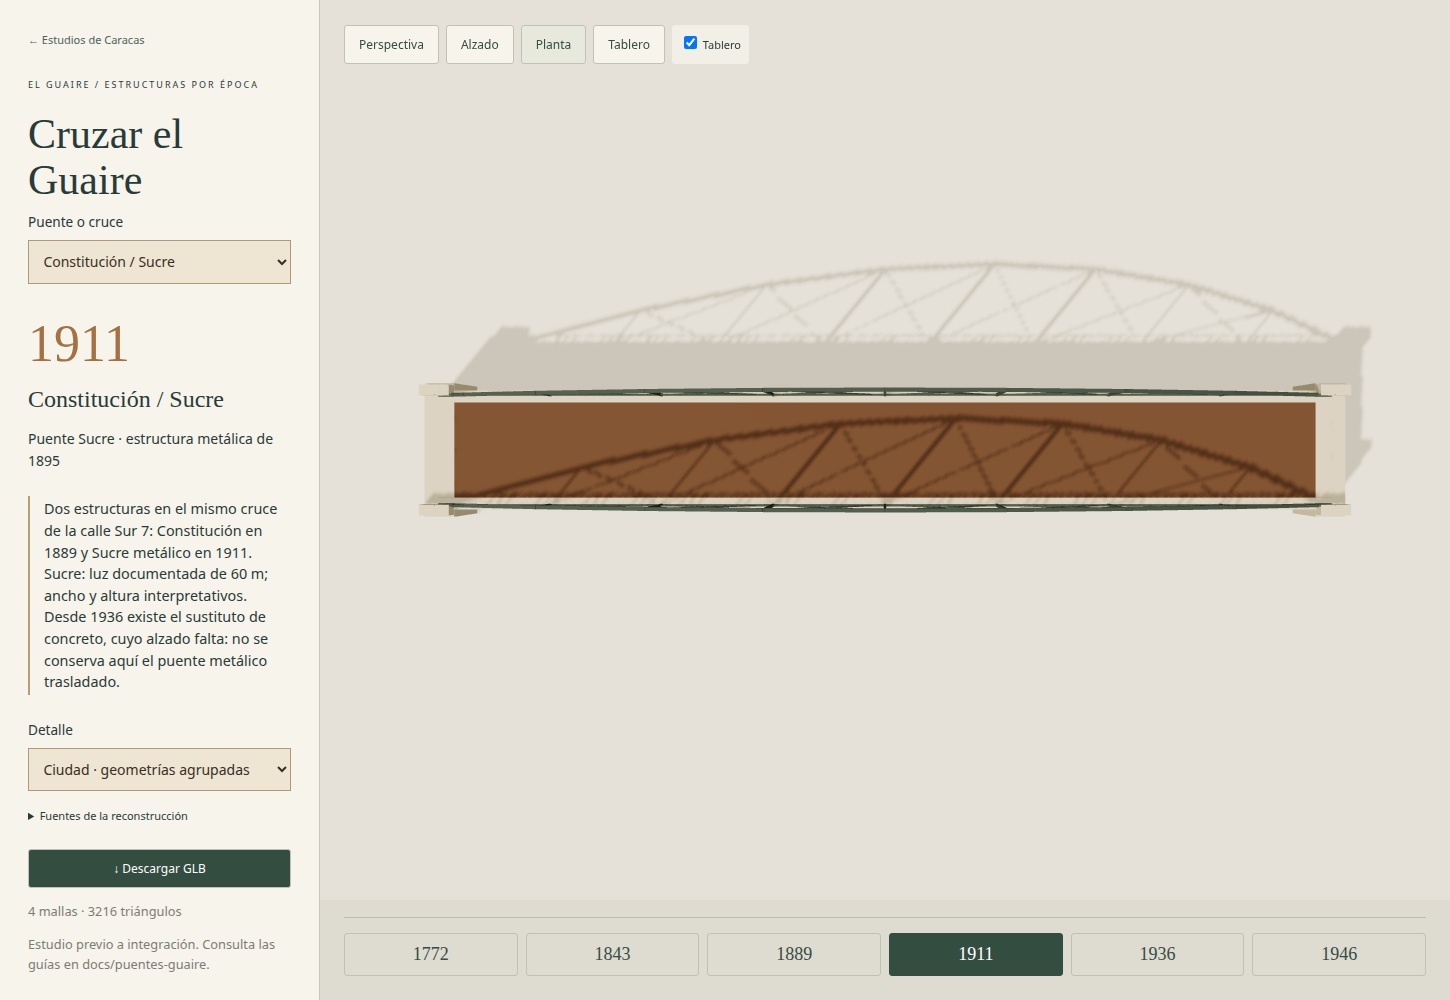 ← Estudios de Caracas
EL GUAIRE / ESTRUCTURAS POR ÉPOCA
Cruzar el
Guaire
Puente o cruce
Constitución / Sucre
1911
Constitución / Sucre
Puente Sucre · estructura metálica de
1895
Dos estructuras en el mismo cruce
de la calle Sur 7: Constitución en
1889 y Sucre metálico en 1911.
Sucre: luz documentada de 60 m;
ancho y altura interpretativos.
Desde 1936 existe el sustituto de
concreto, cuyo alzado falta: no se
conserva aquí el puente metálico
trasladado.
Detalle
Ciudad · geometrías agrupadas
▶ Fuentes de la reconstrucción
↓ Descargar GLB
4 mallas · 3216 triángulos
Estudio previo a integración. Consulta las
guías en docs/puentes-guaire.
Perspectiva Alzado Planta Tablero Tablero
1772 1843 1889 1911 1936 1946